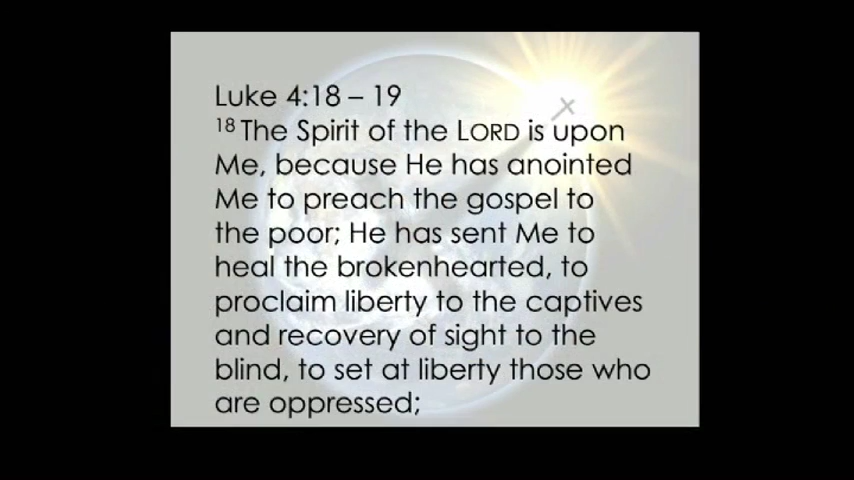 Luke 4:18 – 19
18 The Spirit of the LORD is upon
Me, because He has anointed
Me to preach the gospel to
the poor; He has sent Me to
heal the brokenhearted, to
proclaim liberty to the captives
and recovery of sight to the
blind, to set at liberty those who
are oppressed;